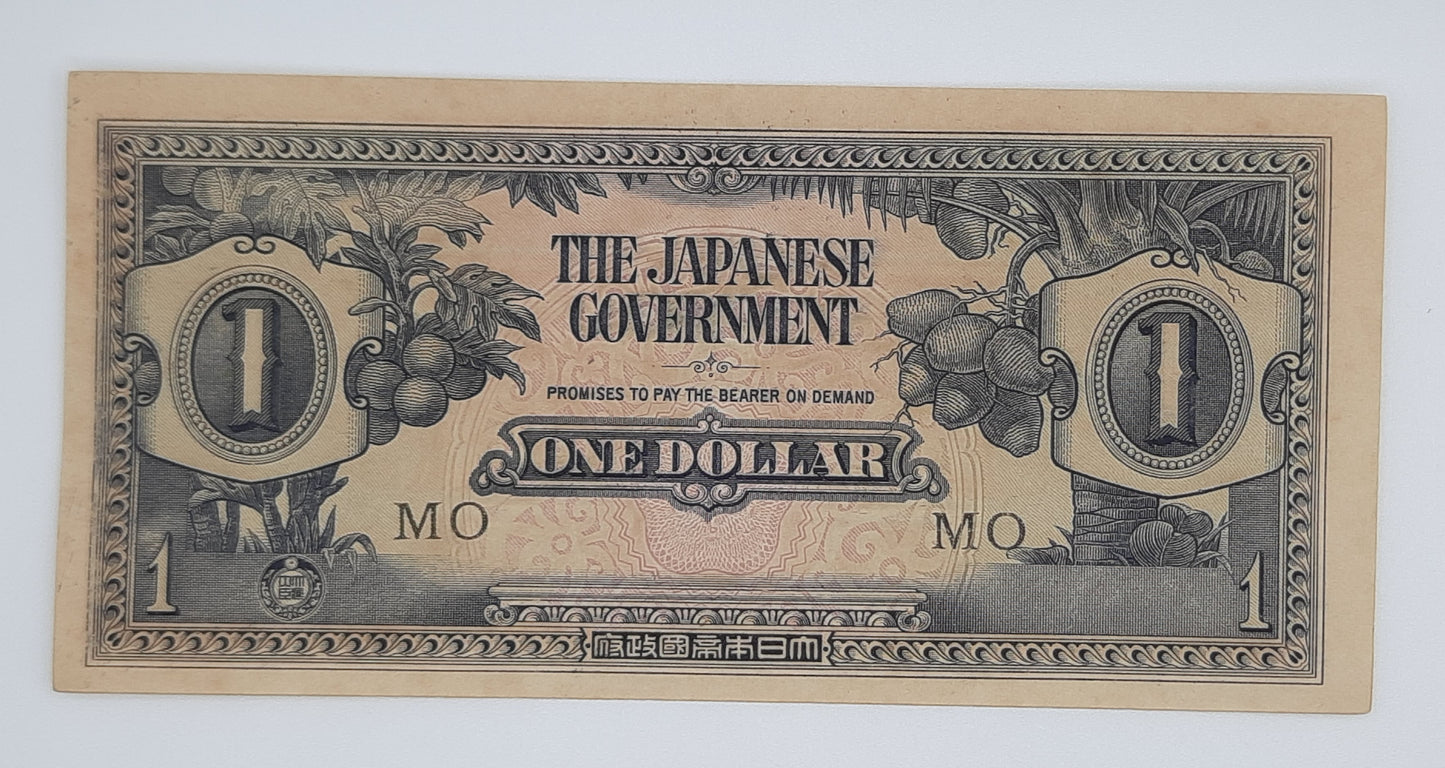 THE JAPANESE
GOVERNMENT
1
1
PROMISES TO PAY THE BEARER ON DEMAND
ONE DOLLAR
MO
MO
1
1
府政國帝本日大